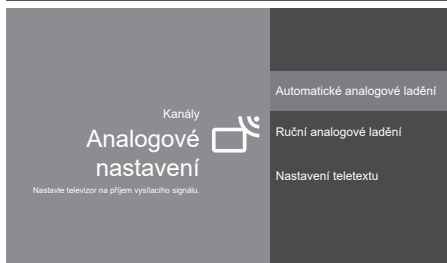 Kanály
Analogové
nastavení
Nastavte televizor na příjem vysílacího signálu.
Automatické analogové ladění
Ruční analogové ladění
Nastavení teletextu